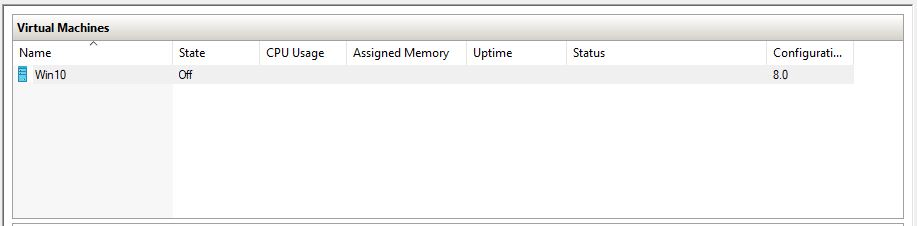 Virtual Machines
Name State CPU Usage Assigned Memory Uptime Status Configurati...
Win10 Off 8.0